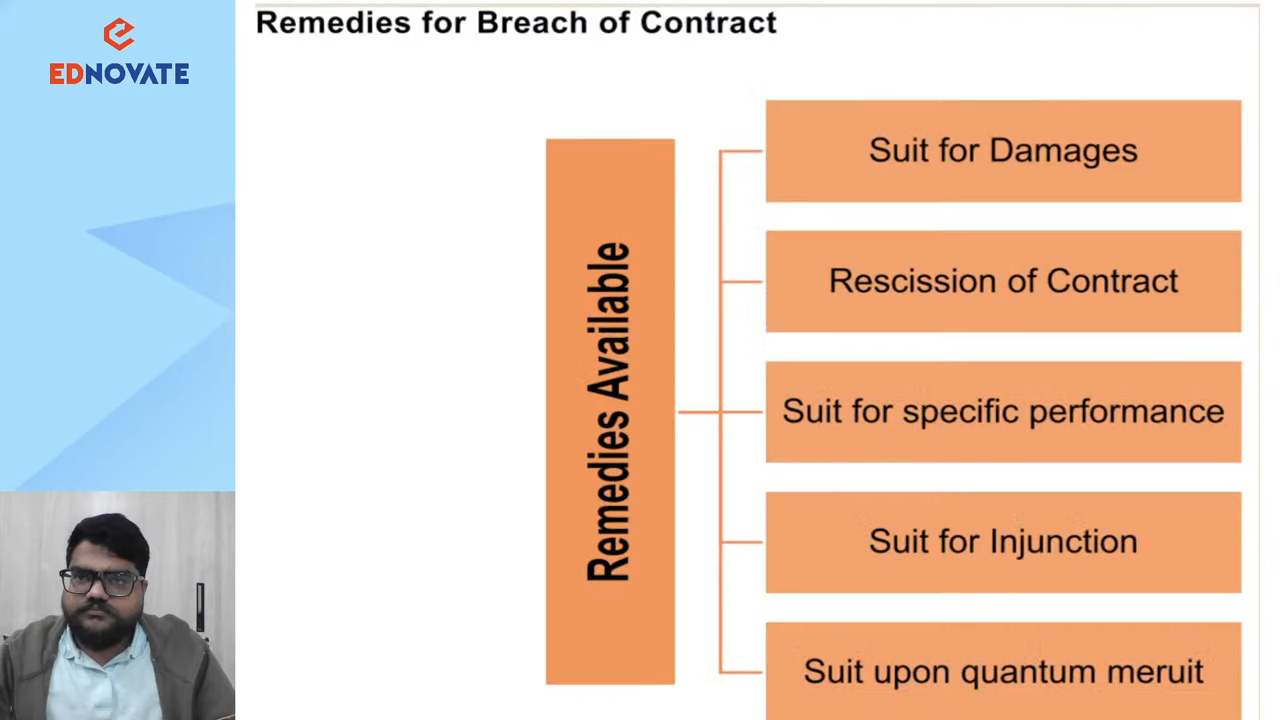 Remedies for Breach of Contract
EDNOVATE
Remedies Available
Suit for Damages
Rescission of Contract
Suit for specific performance
Suit for Injunction
Suit upon quantum meruit